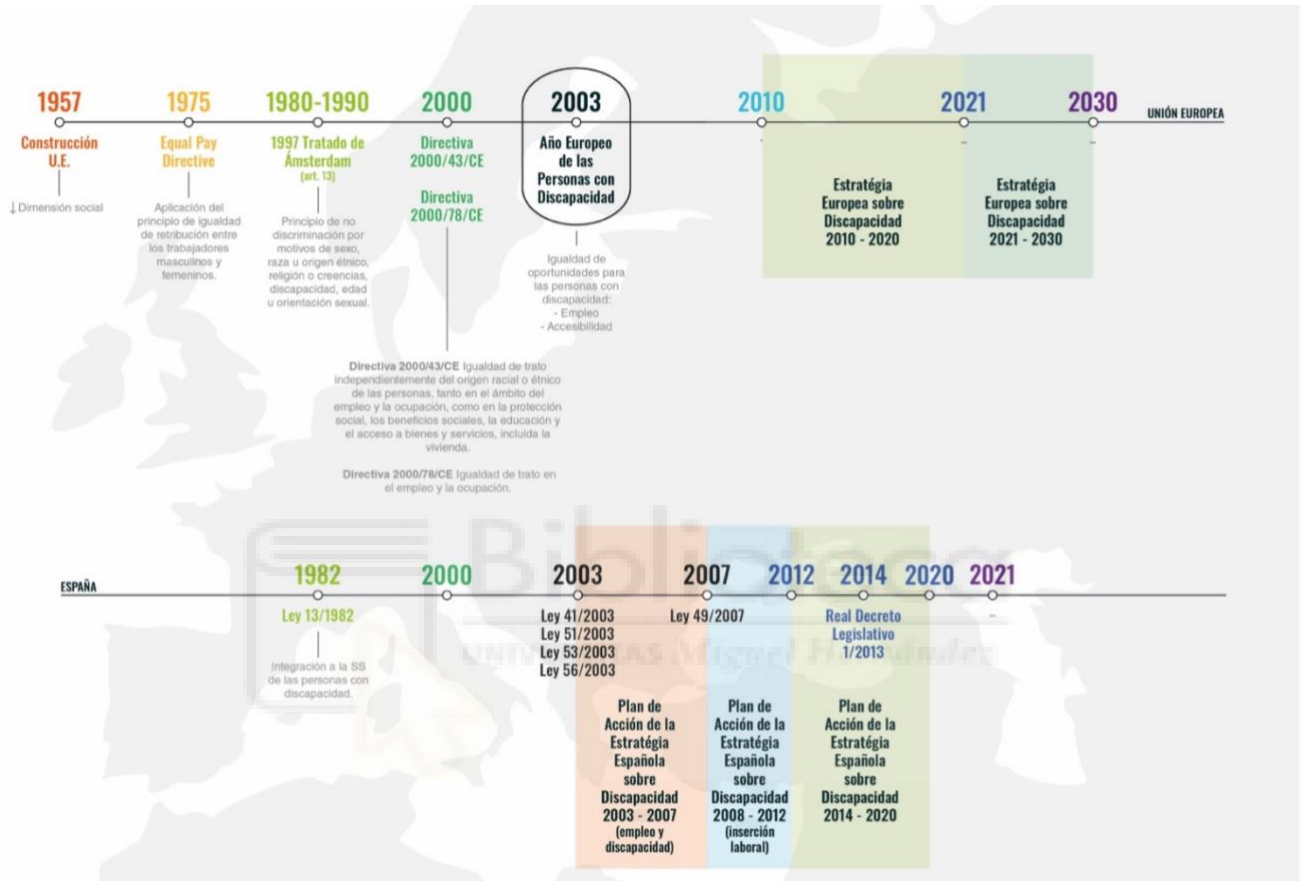 1957
Construcción
U.E.
↓Dimensión social
1975
Equal Pay
Directive
Aplicación del
principio de igualdad
de retribución entre
los trabajadores
masculinos y
femeninos.
1980-1990
1997 Tratado de
Ámsterdam
(art. 13)
Principio de no
discriminación por
motivos de sexo,
raza u origen étnico,
religión o creencias,
discapacidad, edad
u orientación sexual.
2000
Directiva
2000/43/CE
Directiva
2000/78/CE
Directiva 2000/43/CE Igualdad de trato
independientemente del origen racial o étnico
de las personas, tanto en el ámbito del
empleo y la ocupación, como en la protección
social, los beneficios sociales, la educación y
el acceso a bienes y servicios, incluida la
vivienda.
Directiva 2000/78/CE Igualdad de trato en
el empleo y la ocupación.
2003
Año Europeo
de las
Personas con
Discapacidad
Igualdad de
oportunidades para
las personas con
discapacidad:
- Empleo
- Accesibilidad
2010
2021
2030
UNIÓN EUROPEA
Estratégia
Europea sobre
Discapacidad
2010 - 2020
Estratégia
Europea sobre
Discapacidad
2021 - 2030
Biblioteca
UNIVERSITAS Miguel Hernández
ESPAÑA
1982
Ley 13/1982
Integración a la SS
de las personas con
discapacidad.
2000
2003
Ley 41/2003
Ley 51/2003
Ley 53/2003
Ley 56/2003
2007
Ley 49/2007
2012
2014
Real Decreto
Legislativo
1/2013
2020
2021
Plan de
Acción de la
Estratégia
Española
sobre
Discapacidad
2003 - 2007
(empleo y
discapacidad)
Plan de
Acción de la
Estratégia
Española
sobre
Discapacidad
2008 - 2012
(inserción
laboral)
Plan de
Acción de la
Estratégia
Española
sobre
Discapacidad
2014 - 2020